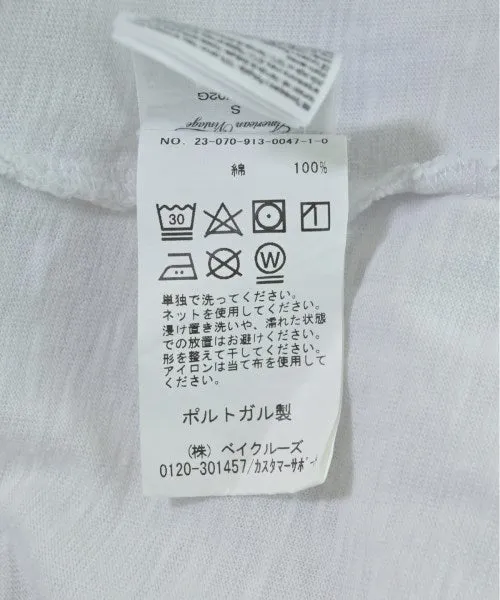 02G
S
American Vintage
NO. 23-070-913-0047-1-0
綿 100%
30
W
単独で洗ってください。
ネットを使用してください。
浸け置き洗いや、濡れた状態
での放置はお避けください。
形を整えて干してください。
アイロンは当て布を使用して
ください。
ポルトガル製
(株) ベイクルーズ
0120-301457/カスタマーサポート